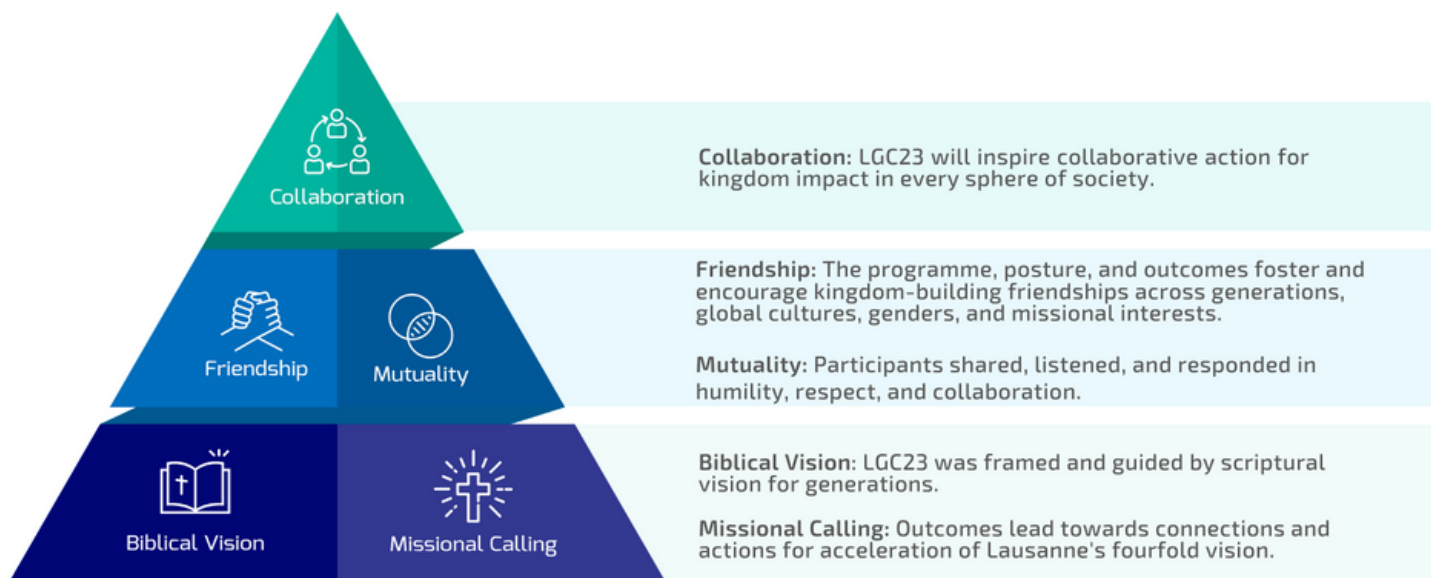 Collaboration
Collaboration: LGC23 will inspire collaborative action for
kingdom impact in every sphere of society.
Friendship
Mutuality
Friendship: The programme, posture, and outcomes foster and
encourage kingdom-building friendships across generations,
global cultures, genders, and missional interests.
Mutuality: Participants shared, listened, and responded in
humility, respect, and collaboration.
Biblical Vision
Missional Calling
Biblical Vision: LGC23 was framed and guided by scriptural
vision for generations.
Missional Calling: Outcomes lead towards connections and
actions for acceleration of Lausanne's fourfold vision.